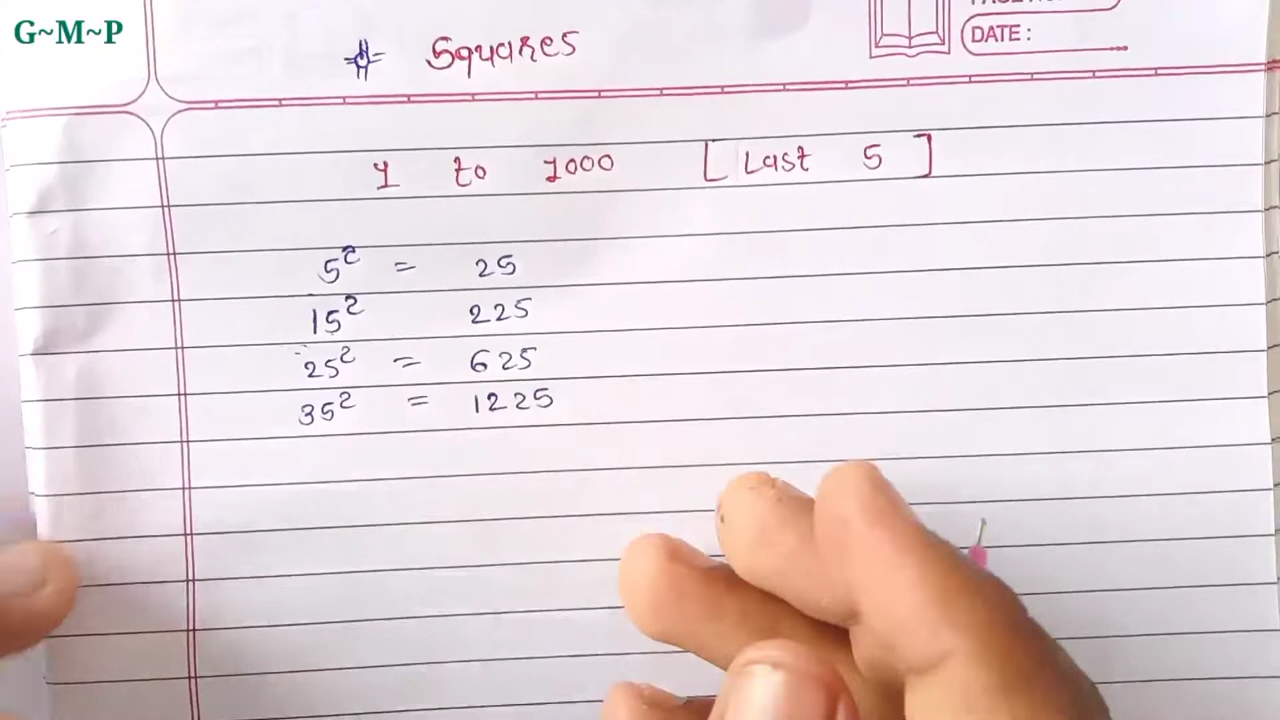 G~M~P
Squares
DATE :
1 to 1000 [ Last 5 ]
5² = 25
15² 225
25² = 625
35² = 1225